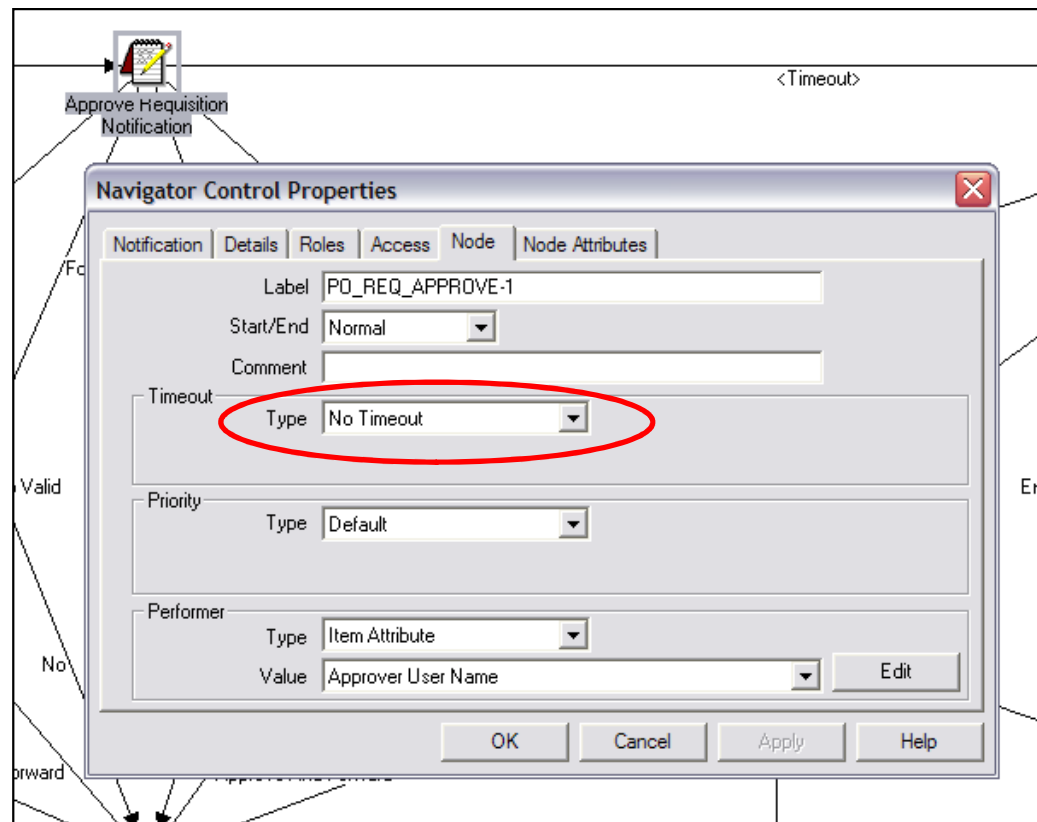 <Timeout>
Approve Requisition
Notification
Navigator Control Properties
Notification Details Roles Access Node Node Attributes
Label PO_REQ_APPROVE-1
Start/End Normal
Comment
Timeout
Type No Timeout
Valid
Priority
Type Default
Performer
Type Item Attribute
No
Value Approver User Name Edit
OK Cancel Apply Help
orward